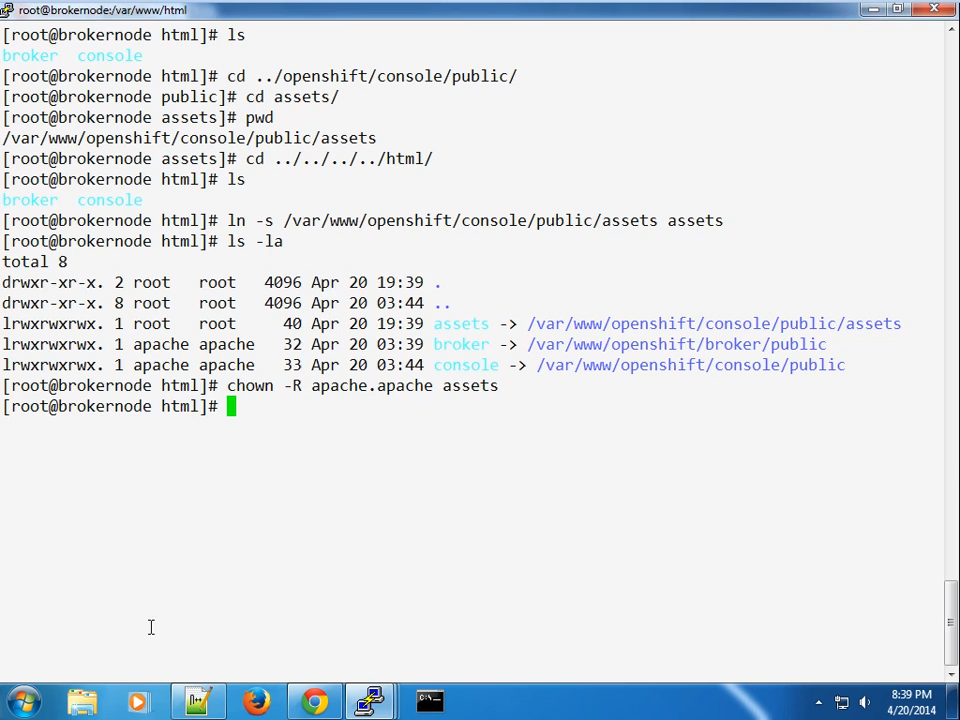 root@brokernode:/var/www/html
[root@brokernode html]# ls
broker  console
[root@brokernode html]# cd ../openshift/console/public/
[root@brokernode public]# cd assets/
[root@brokernode assets]# pwd
/var/www/openshift/console/public/assets
[root@brokernode assets]# cd ../../../../html/
[root@brokernode html]# ls
broker  console
[root@brokernode html]# ln -s /var/www/openshift/console/public/assets assets
[root@brokernode html]# ls -la
total 8
drwxr-xr-x. 2 root   root   4096 Apr 20 19:39 .
drwxr-xr-x. 8 root   root   4096 Apr 20 03:44 ..
lrwxrwxrwx. 1 root   root     40 Apr 20 19:39 assets -> /var/www/openshift/console/public/assets
lrwxrwxrwx. 1 apache apache   32 Apr 20 03:39 broker -> /var/www/openshift/broker/public
lrwxrwxrwx. 1 apache apache   33 Apr 20 03:44 console -> /var/www/openshift/console/public
[root@brokernode html]# chown -R apache.apache assets
[root@brokernode html]#
8:39 PM
4/20/2014